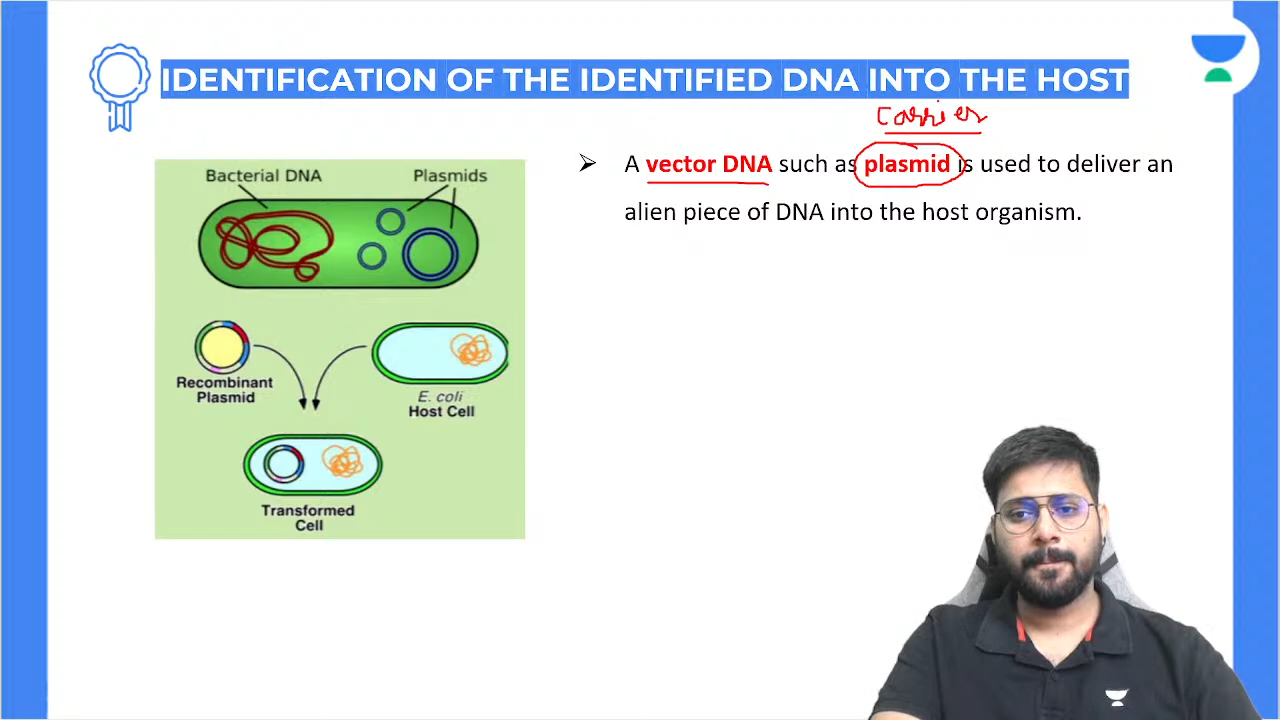 IDENTIFICATION OF THE IDENTIFIED DNA INTO THE HOST
Carrier
➢ A vector DNA such as plasmid is used to deliver an
alien piece of DNA into the host organism.
Bacterial DNA
Plasmids
Recombinant
Plasmid
E. coli
Host Cell
Transformed
Cell